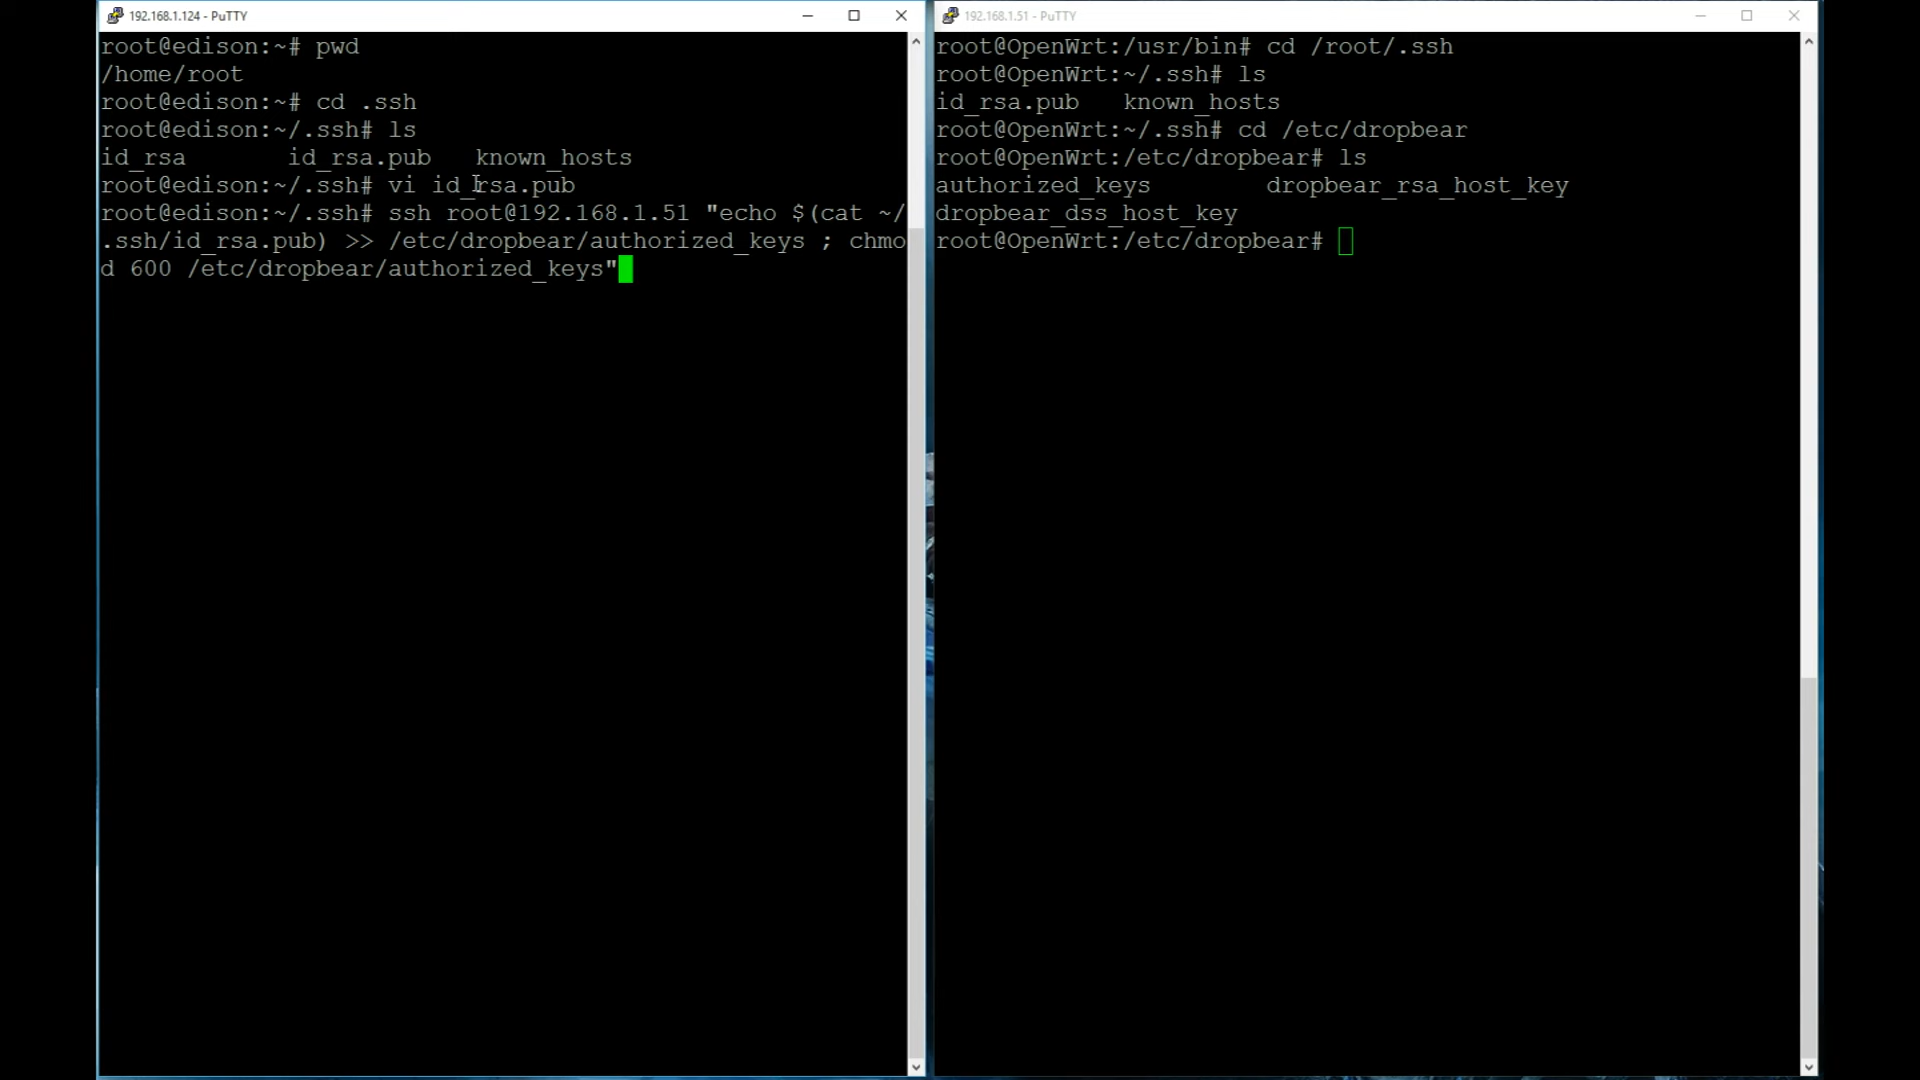 192.168.1.124 - PuTTY
root@edison:~# pwd
/home/root
root@edison:~# cd .ssh
root@edison:~/.ssh# ls
id_rsa       id_rsa.pub   known_hosts
root@edison:~/.ssh# vi id_rsa.pub
root@edison:~/.ssh# ssh root@192.168.1.51 "echo $(cat ~/
.ssh/id_rsa.pub) >> /etc/dropbear/authorized_keys ; chmo
d 600 /etc/dropbear/authorized_keys"
192.168.1.51 - PuTTY
root@OpenWrt:/usr/bin# cd /root/.ssh
root@OpenWrt:~/.ssh# ls
id_rsa.pub   known_hosts
root@OpenWrt:~/.ssh# cd /etc/dropbear
root@OpenWrt:/etc/dropbear# ls
authorized_keys        dropbear_rsa_host_key
dropbear_dss_host_key
root@OpenWrt:/etc/dropbear#